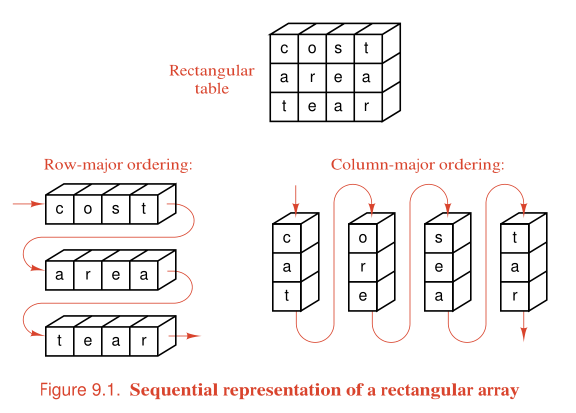 c o s t
Rectangular
table
a r e a
t e a r
Row-major ordering:
Column-major ordering:
c o s t
a r e a
t e a r
c o s t
a r e a
t e a r
Figure 9.1. Sequential representation of a rectangular array